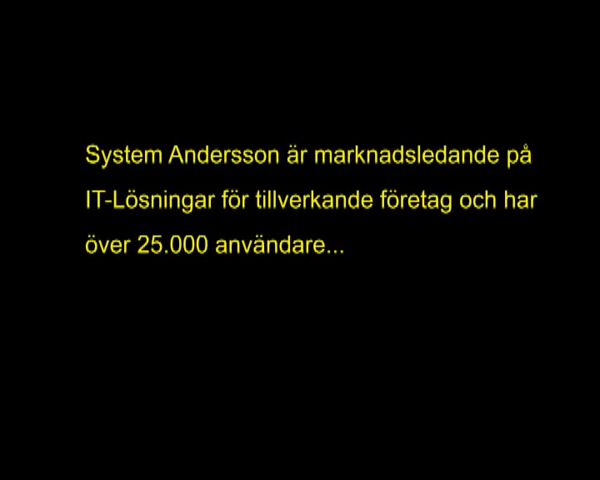 System Andersson är marknadsledande på
IT-Lösningar för tillverkande företag och har
över 25.000 användare...